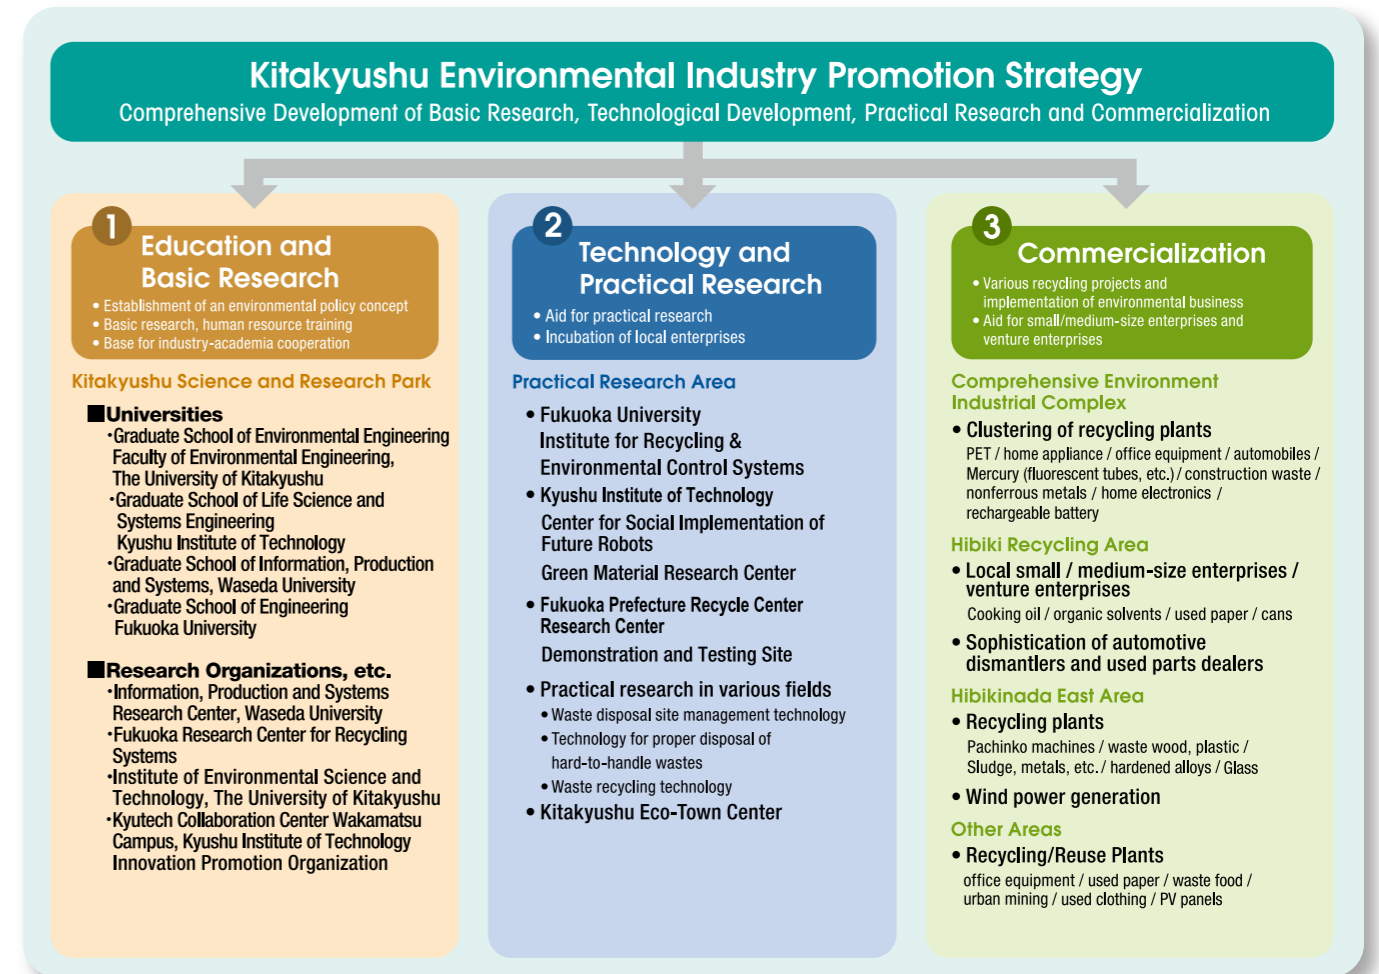 Kitakyushu Environmental Industry Promotion Strategy
Comprehensive Development of Basic Research, Technological Development, Practical Research and Commercialization
1
Education and
Basic Research
• Establishment of an environmental policy concept
• Basic research, human resource training
• Base for industry-academia cooperation
Kitakyushu Science and Research Park
■Universities
･Graduate School of Environmental Engineering
Faculty of Environmental Engineering,
The University of Kitakyushu
･Graduate School of Life Science and
Systems Engineering
Kyushu Institute of Technology
･Graduate School of Information, Production
and Systems, Waseda University
･Graduate School of Engineering
Fukuoka University
■Research Organizations, etc.
･Information, Production and Systems
Research Center, Waseda University
･Fukuoka Research Center for Recycling
Systems
･Institute of Environmental Science and
Technology, The University of Kitakyushu
･Kyutech Collaboration Center Wakamatsu
Campus, Kyushu Institute of Technology
Innovation Promotion Organization
2
Technology and
Practical Research
• Aid for practical research
• Incubation of local enterprises
Practical Research Area
• Fukuoka University
Institute for Recycling &
Environmental Control Systems
• Kyushu Institute of Technology
Center for Social Implementation of
Future Robots
Green Material Research Center
• Fukuoka Prefecture Recycle Center
Research Center
Demonstration and Testing Site
• Practical research in various fields
• Waste disposal site management technology
• Technology for proper disposal of
hard-to-handle wastes
• Waste recycling technology
• Kitakyushu Eco-Town Center
3
Commercialization
• Various recycling projects and
implementation of environmental business
• Aid for small/medium-size enterprises and
venture enterprises
Comprehensive Environment
Industrial Complex
• Clustering of recycling plants
PET / home appliance / office equipment / automobiles /
Mercury (fluorescent tubes, etc.) / construction waste /
nonferrous metals / home electronics /
rechargeable battery
Hibiki Recycling Area
• Local small / medium-size enterprises /
venture enterprises
Cooking oil / organic solvents / used paper / cans
• Sophistication of automotive
dismantlers and used parts dealers
Hibikinada East Area
• Recycling plants
Pachinko machines / waste wood, plastic /
Sludge, metals, etc. / hardened alloys / Glass
• Wind power generation
Other Areas
• Recycling/Reuse Plants
office equipment / used paper / waste food /
urban mining / used clothing / PV panels